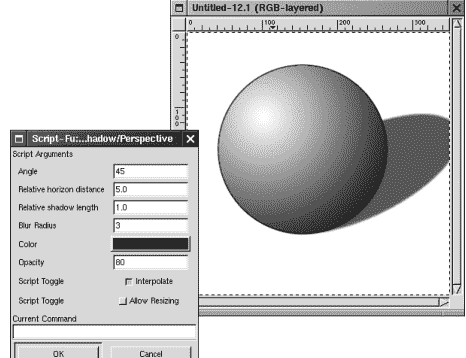 Untitled-12.1 (RGB-layered)
0 100 200 300
0
100
Script-Fu:...hadow/Perspective
Script Arguments
Angle 45
Relative horizon distance 5.0
Relative shadow length 1.0
Blur Radius 3
Color
Opacity 80
Script Toggle Interpolate
Script Toggle Allow Resizing
Current Command
OK Cancel